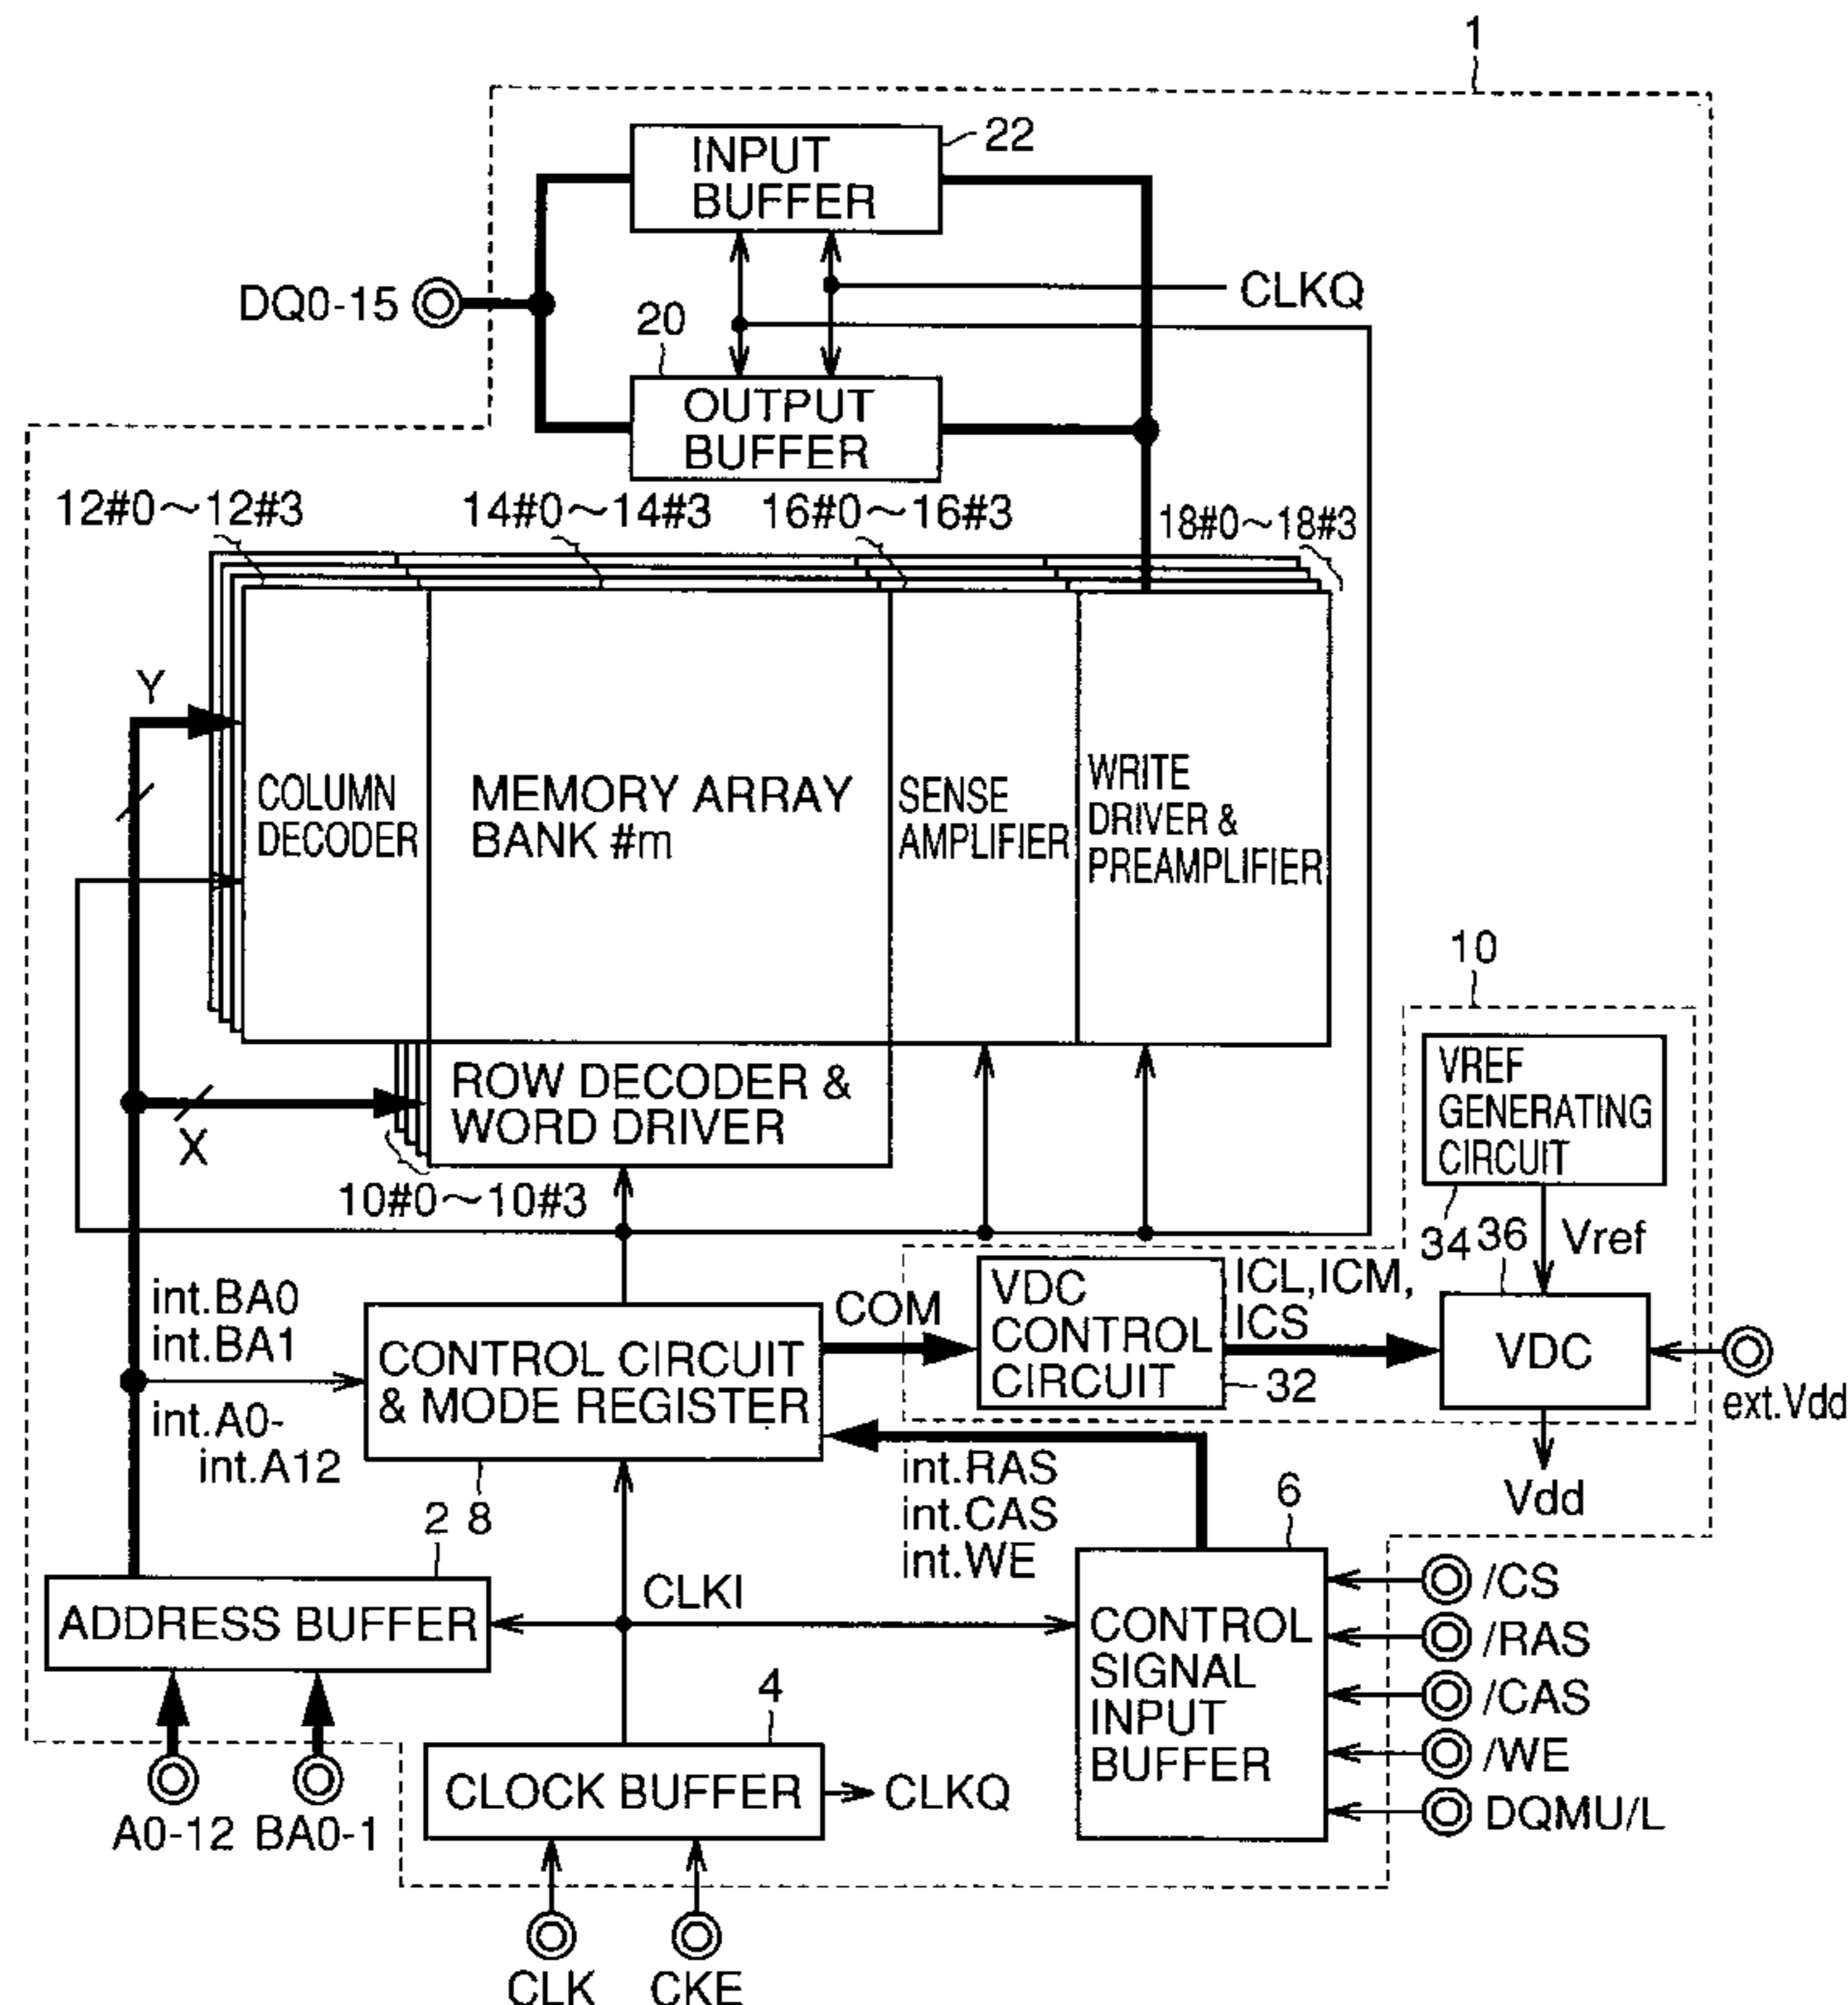 1
INPUT
BUFFER
22
DQ0-15
CLKQ
20
OUTPUT
BUFFER
12#0~12#3
14#0~14#3
16#0~16#3
18#0~18#3
Y
COLUMN
DECODER
MEMORY ARRAY
BANK #m
SENSE
AMPLIFIER
WRITE
DRIVER &
PREAMPLIFIER
10
VREF
GENERATING
CIRCUIT
X
ROW DECODER &
WORD DRIVER
10#0~10#3
34
36
Vref
int.BA0
int.BA1
int.A0-
int.A12
CONTROL CIRCUIT
& MODE REGISTER
COM
VDC
CONTROL
CIRCUIT
ICL,ICM,
ICS
32
VDC
ext.Vdd
Vdd
int.RAS
int.CAS
int.WE
2
8
6
ADDRESS BUFFER
CLKI
CONTROL
SIGNAL
INPUT
BUFFER
/CS
/RAS
/CAS
/WE
DQMU/L
4
CLOCK BUFFER
CLKQ
A0-12
BA0-1
CLK
CKE